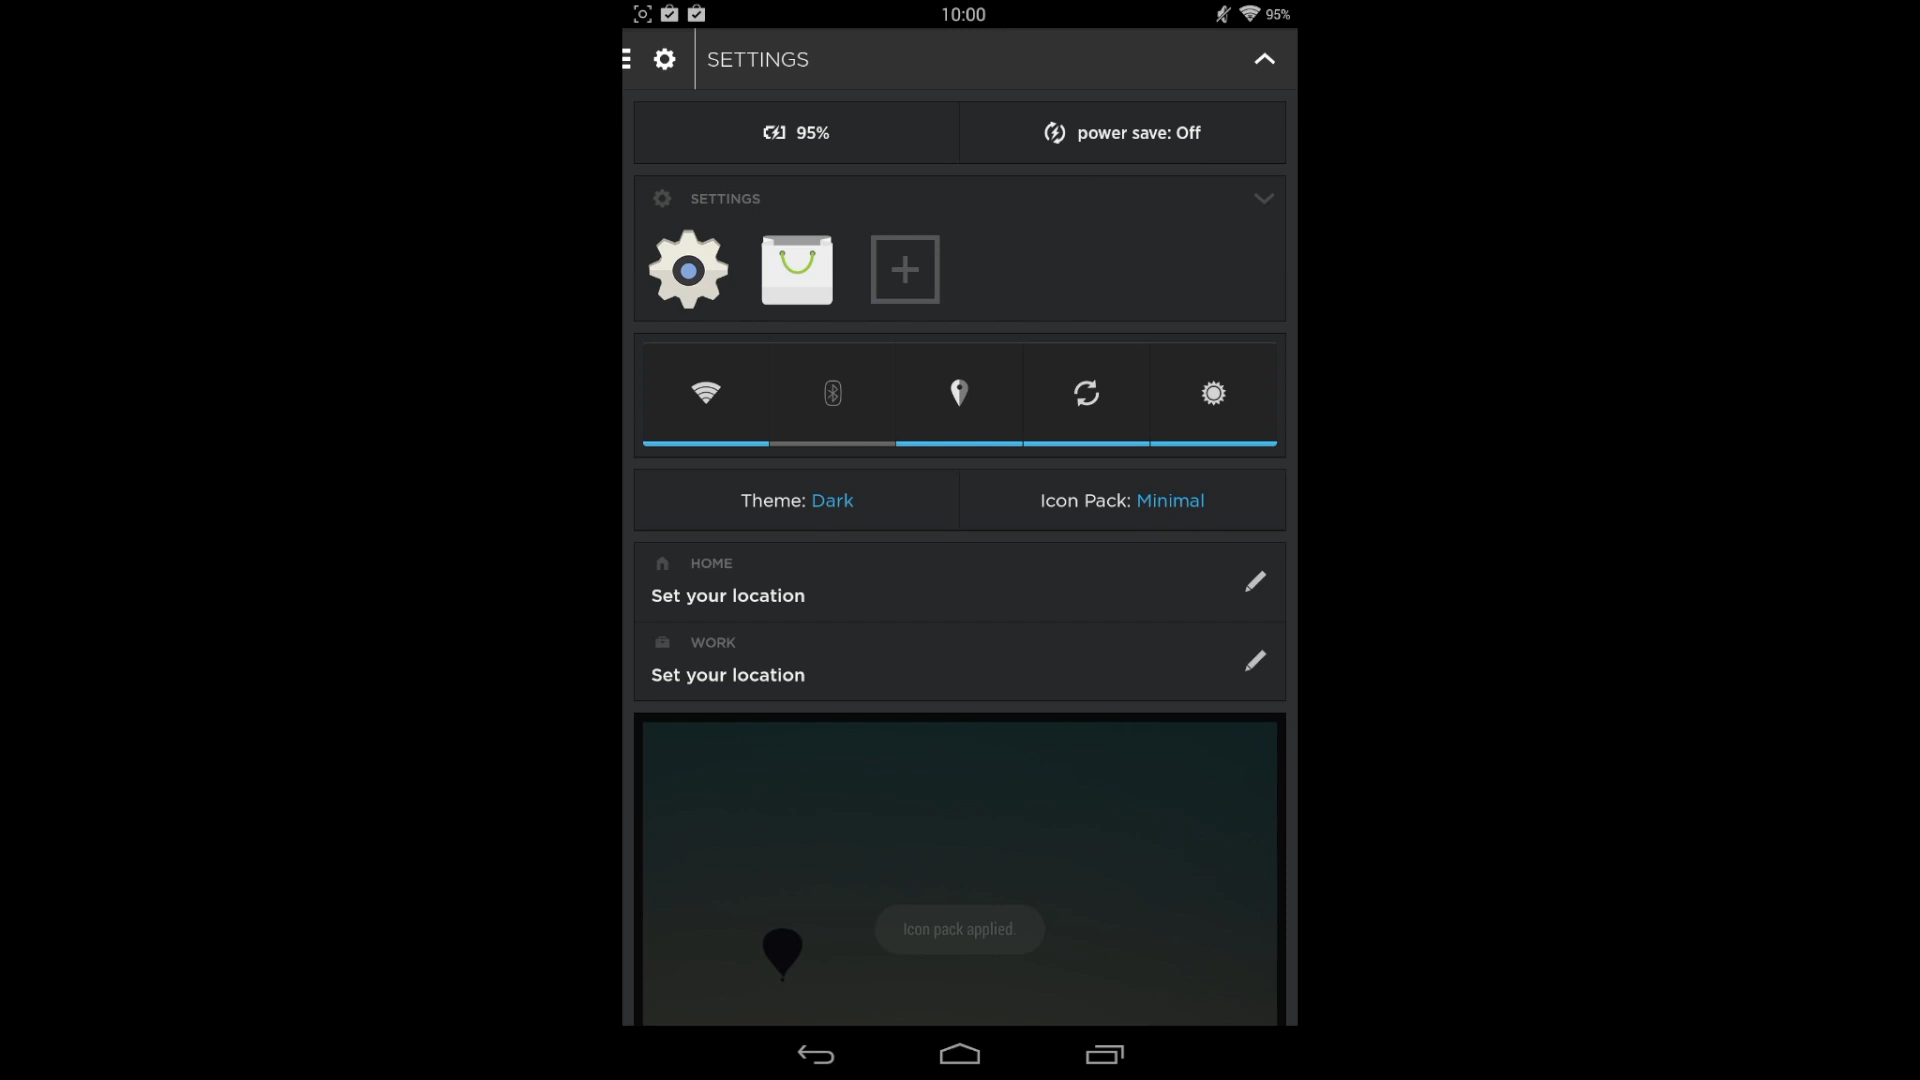 10:00
95%
SETTINGS
95%
power save: Off
SETTINGS
Theme: Dark
Icon Pack: Minimal
HOME
Set your location
WORK
Set your location
Icon pack applied.